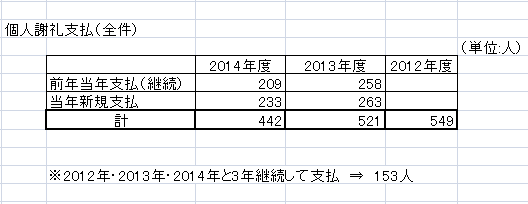 個人謝礼支払(全件)
(単位:人)
2014年度 2013年度 2012年度
前年当年支払(継続) 209 258
当年新規支払 233 263
計 442 521 549
※2012年・2013年・2014年と3年継続して支払 ⇒ 153人